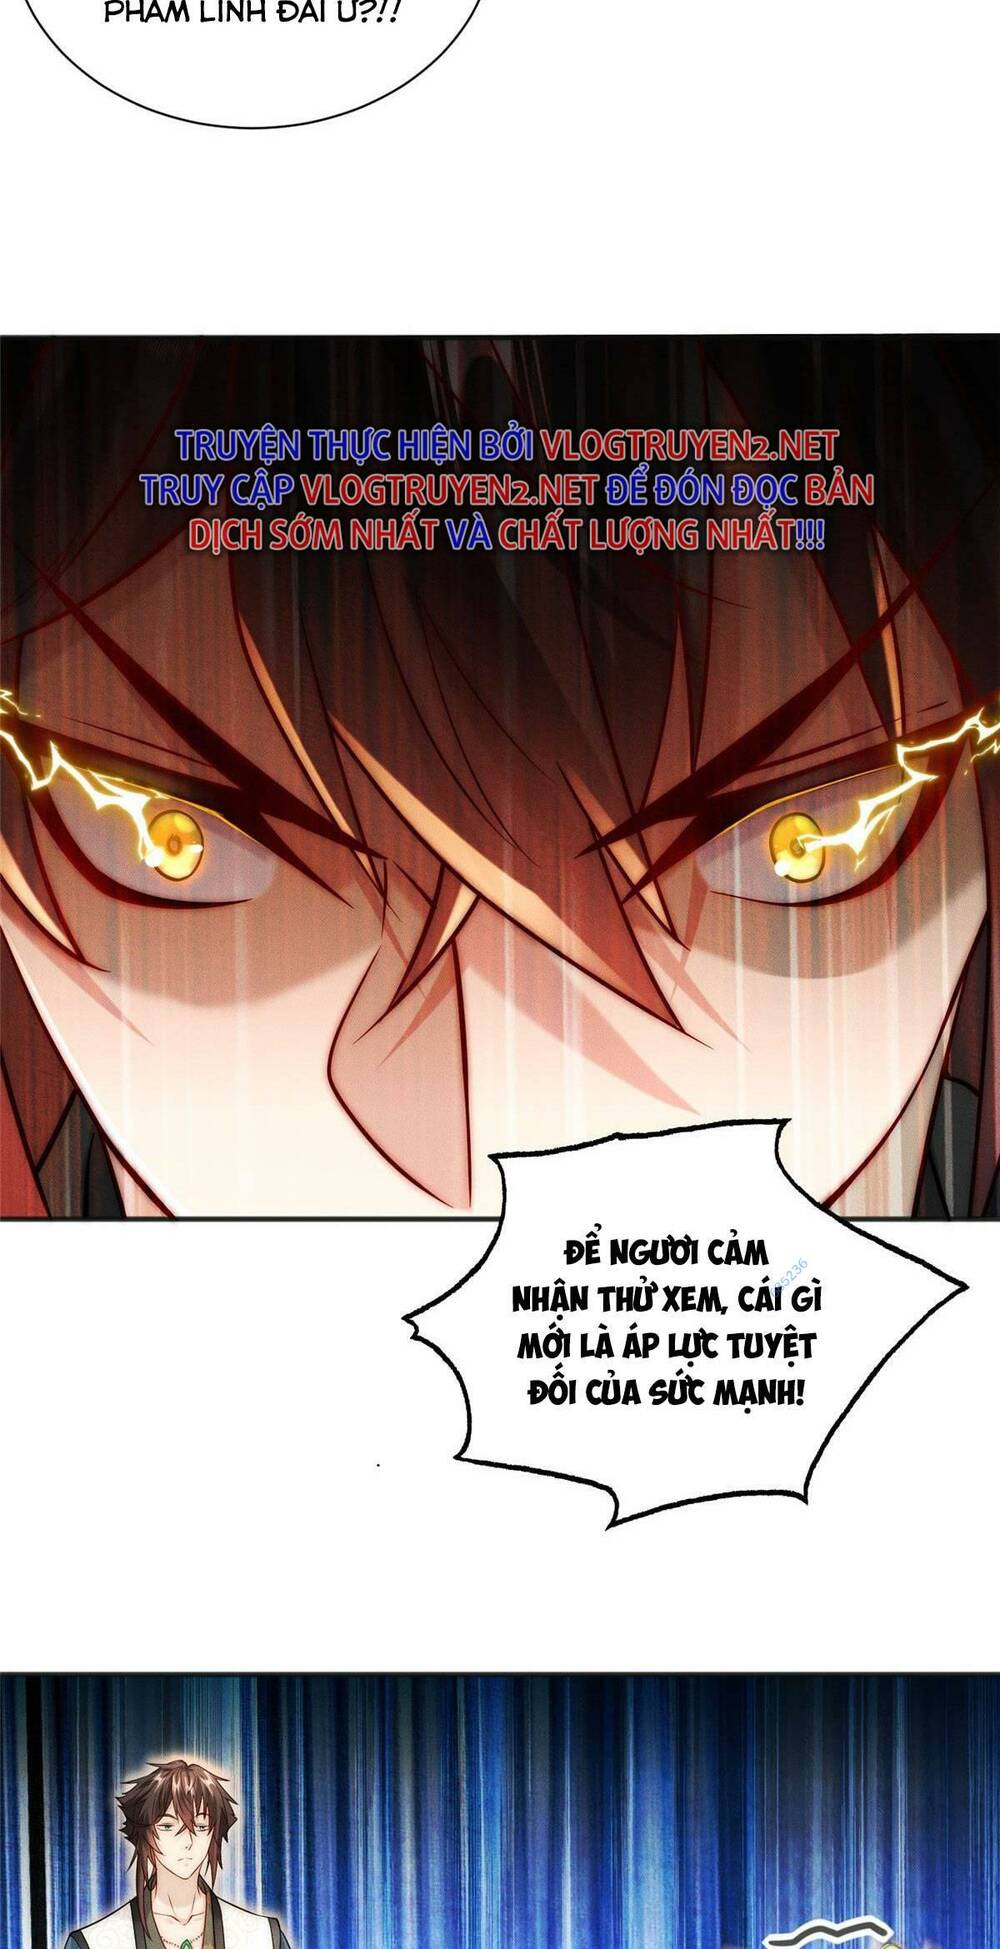 PHÀM LINH ĐÀI Ư?!!
TRUYỆN THỰC HIỆN BỞI VLOGTRUYEN2.NET
TRUY CẬP VLOGTRUYEN2.NET ĐỂ ĐÓN ĐỌC BẢN
DỊCH SỚM NHẤT VÀ CHẤT LƯỢNG NHẤT!!!
ĐỂ NGƯƠI CẢM
NHẬN THỬ XEM, CÁI GÌ
MỚI LÀ ÁP LỰC TUYỆT
ĐỐI CỦA SỨC MẠNH!